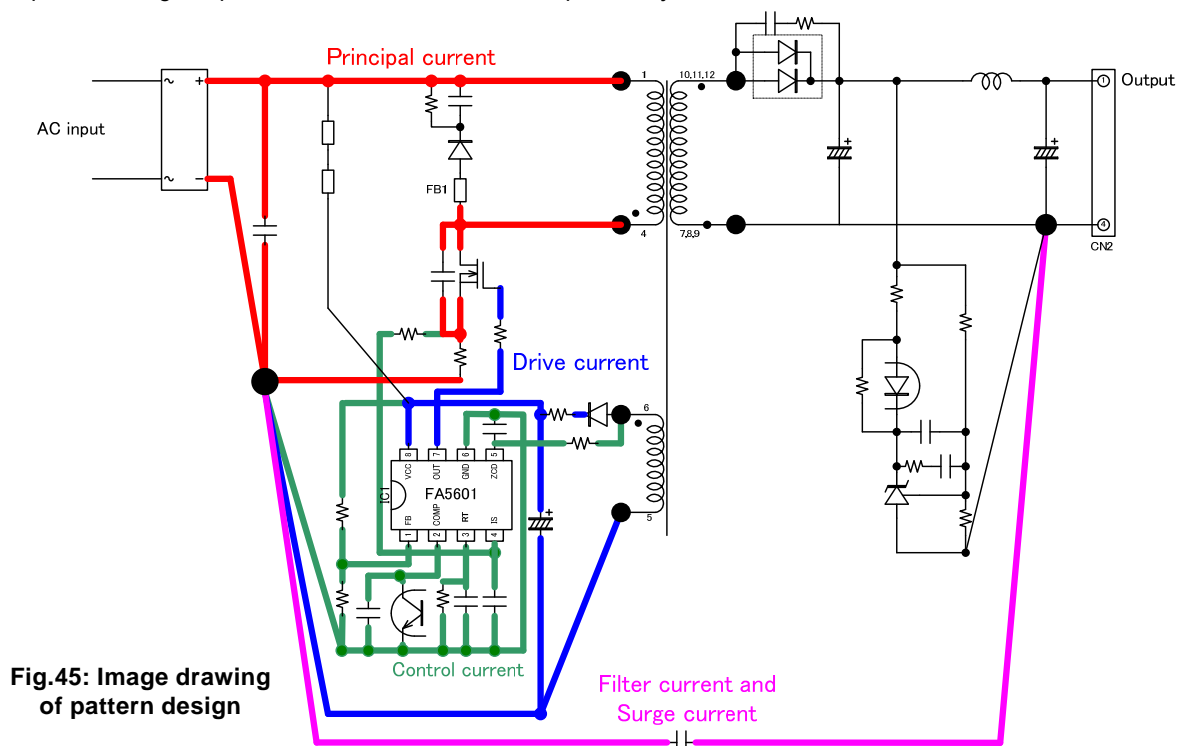 Principal current
AC input
~
~
+
−
FB1
1
4
10,11,12
7,8,9
+
+
1
4
Output
CN2
Drive current
6
5
8
7
6
5
VCC
OUT
GND
ZCD
IC1
FA5601
FB
COMP
RT
IS
1
2
3
4
+
Control current
Filter current and
Surge current
Fig.45: Image drawing
of pattern design